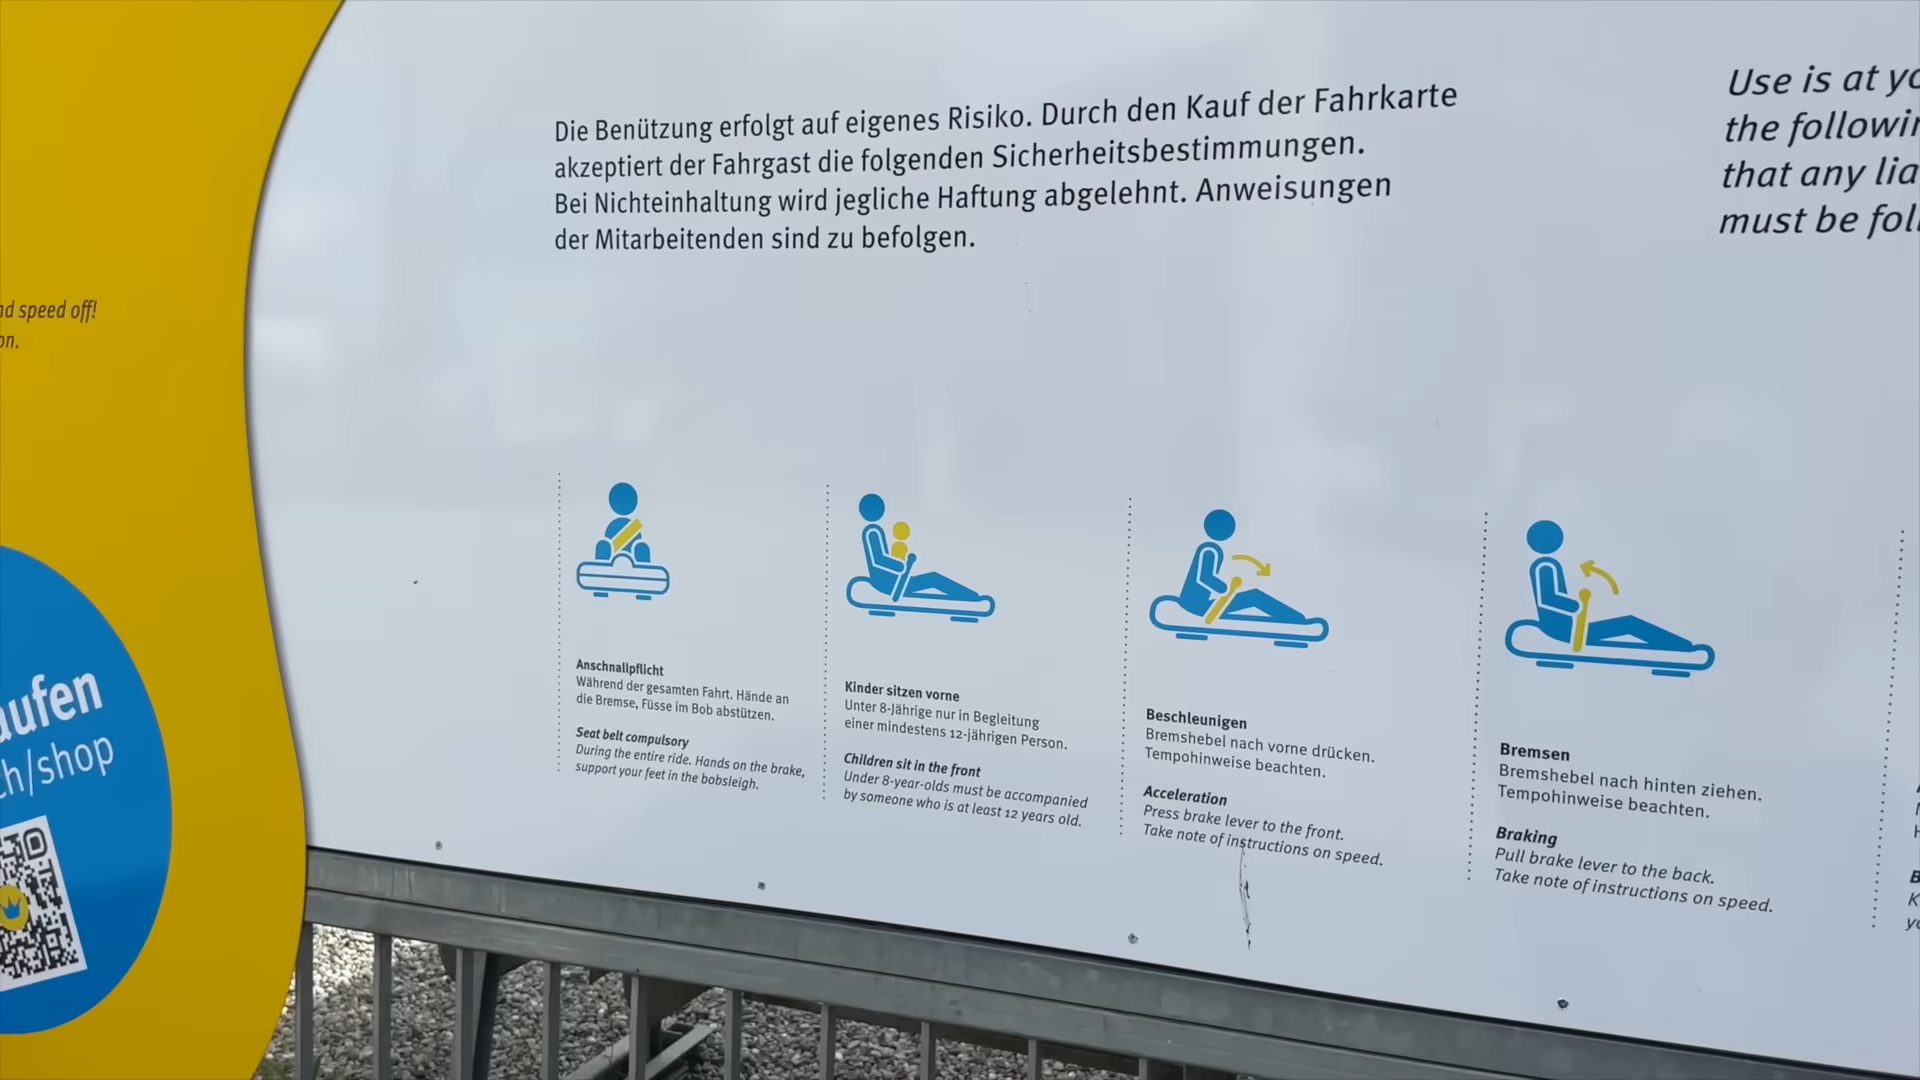 nd speed off!
on.
aufen
ch/shop
Die Benützung erfolgt auf eigenes Risiko. Durch den Kauf der Fahrkarte
akzeptiert der Fahrgast die folgenden Sicherheitsbestimmungen.
Bei Nichteinhaltung wird jegliche Haftung abgelehnt. Anweisungen
der Mitarbeitenden sind zu befolgen.
Use is at yo
the followin
that any lia
must be foll
Anschnallpflicht
Während der gesamten Fahrt. Hände an
die Bremse, Füsse im Bob abstützen.
Seat belt compulsory
During the entire ride. Hands on the brake,
support your feet in the bobsleigh.
Kinder sitzen vorne
Unter 8-Jährige nur in Begleitung
einer mindestens 12-jährigen Person.
Children sit in the front
Under 8-year-olds must be accompanied
by someone who is at least 12 years old.
Beschleunigen
Bremshebel nach vorne drücken.
Tempohinweise beachten.
Acceleration
Press brake lever to the front.
Take note of instructions on speed.
Bremsen
Bremshebel nach hinten ziehen.
Tempohinweise beachten.
Braking
Pull brake lever to the back.
Take note of instructions on speed.